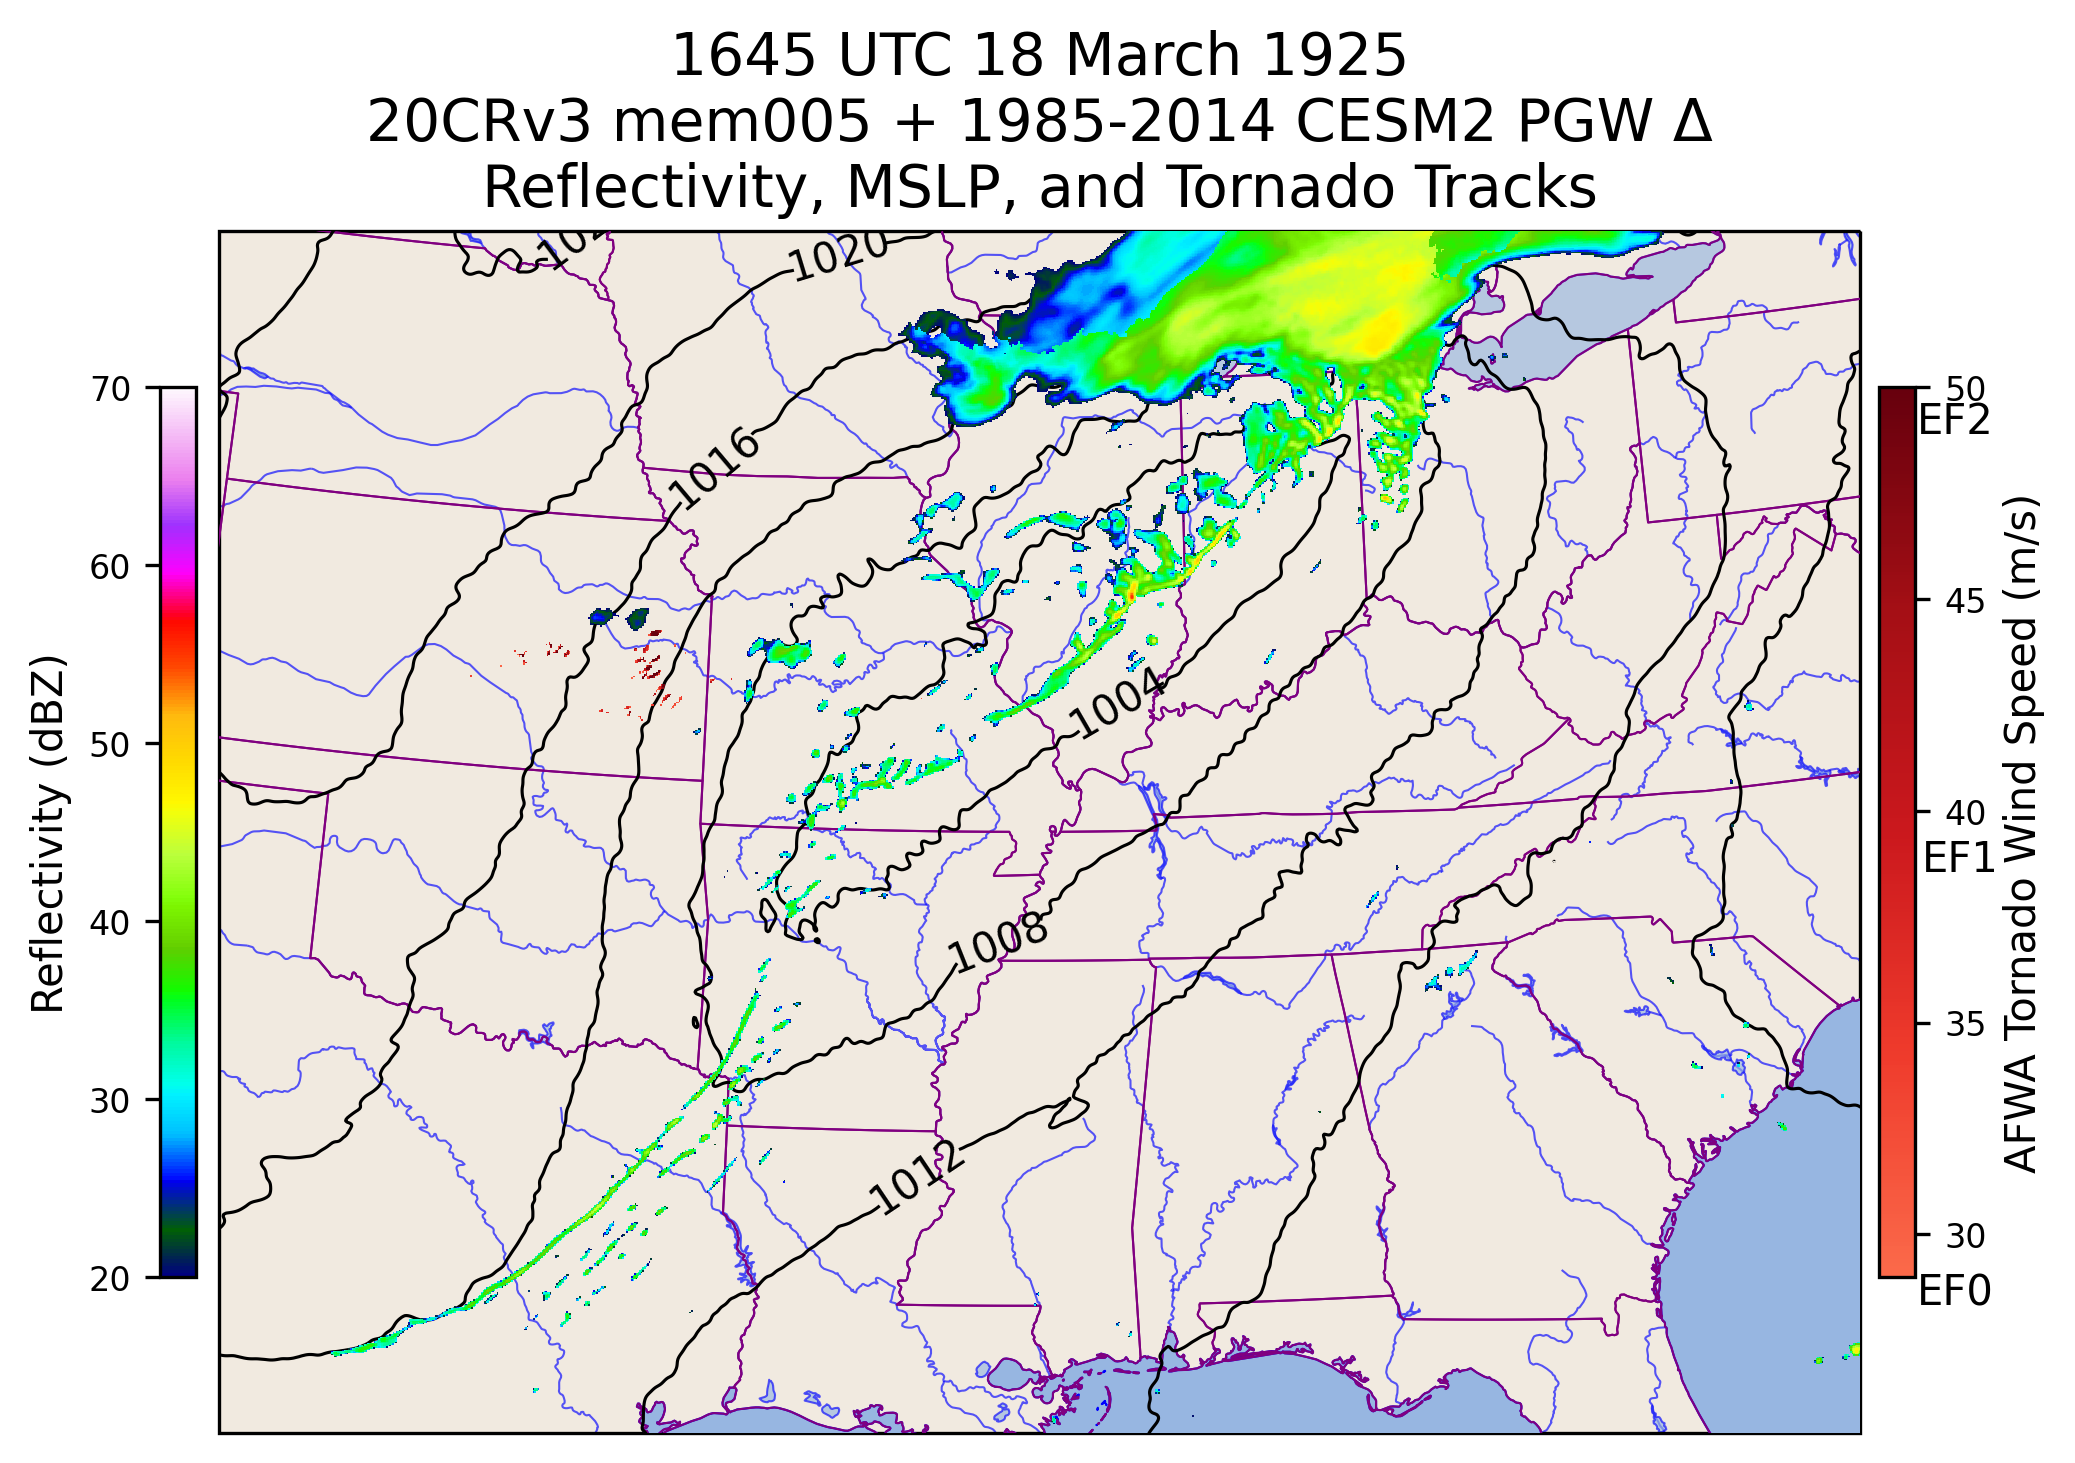 1645 UTC 18 March 1925
20CRv3 mem005 + 1985-2014 CESM2 PGW Δ
Reflectivity, MSLP, and Tornado Tracks
1020
1016
1004
1008
1012
70
60
50
40
30
20
Reflectivity (dBZ)
50
EF2
45
40
EF1
35
30
EF0
AFWA Tornado Wind Speed (m/s)